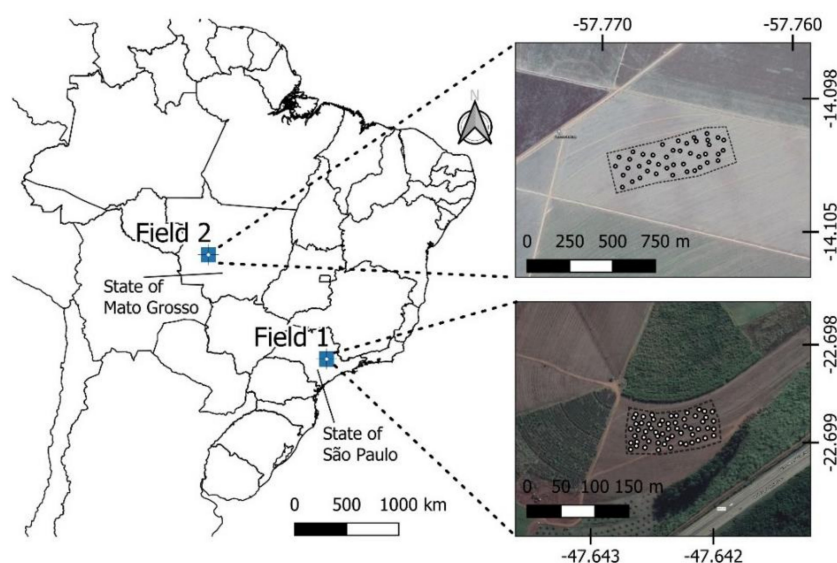 -57.770
-57.760
N
-14.098
Field 2
-14.105
0
250
500
750 m
State of
Mato Grosso
Field 1
-22.698
State of
São Paulo
-22.699
0
50
100
150 m
0
500
1000 km
-47.643
-47.642